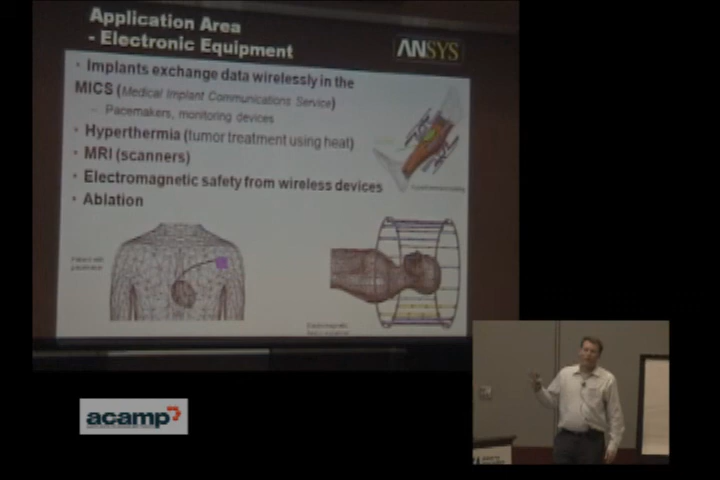 Application Area
- Electronic Equipment
ANSYS
• Implants exchange data wirelessly in the
MICS (Medical Implant Communications Service)
– Pacemakers, monitoring devices
• Hyperthermia (tumor treatment using heat)
• MRI (scanners)
• Electromagnetic safety from wireless devices
• Ablation
acamp